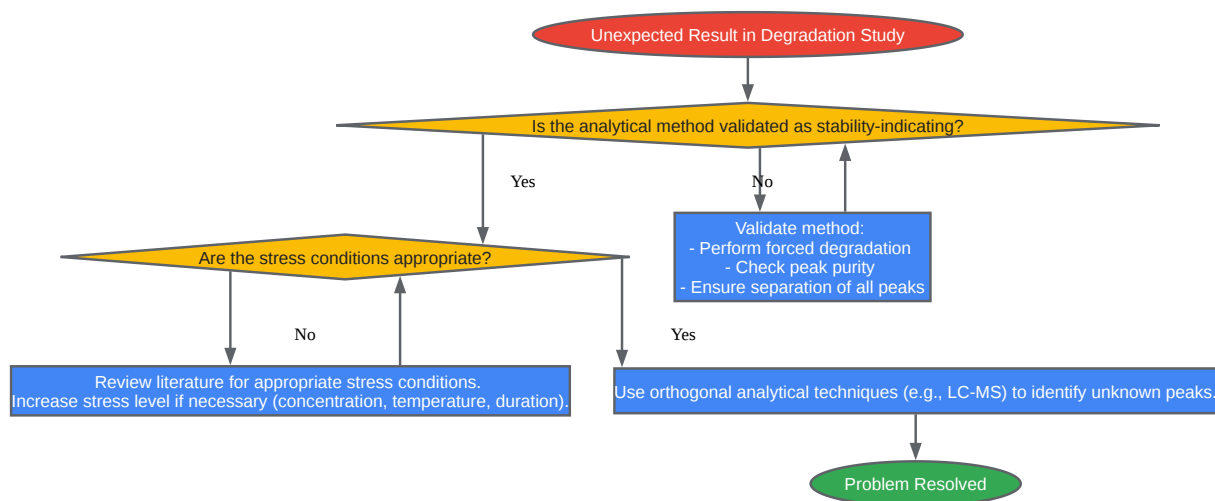 Unexpected Result in Degradation Study
Is the analytical method validated as stability-indicating?
Yes
No
Validate method:
- Perform forced degradation
- Check peak purity
- Ensure separation of all peaks
Are the stress conditions appropriate?
No
Yes
Review literature for appropriate stress conditions.
Increase stress level if necessary (concentration, temperature, duration).
Use orthogonal analytical techniques (e.g., LC-MS) to identify unknown peaks.
Problem Resolved